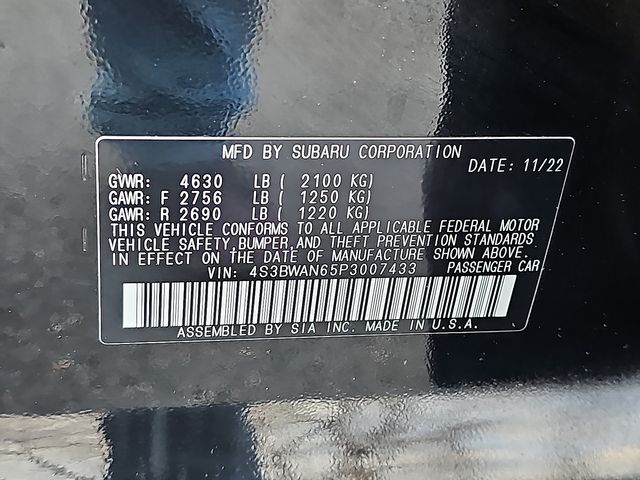 MFD BY SUBARU CORPORATION
DATE: 11/22
GVWR: 4630 LB ( 2100 KG)
GAWR: F 2756 LB ( 1250 KG)
GAWR: R 2690 LB ( 1220 KG)
THIS VEHICLE CONFORMS TO ALL APPLICABLE FEDERAL MOTOR
VEHICLE SAFETY, BUMPER, AND THEFT PREVENTION STANDARDS
IN EFFECT ON THE DATE OF MANUFACTURE SHOWN ABOVE.
VIN: 4S3BWAN65P3007433 PASSENGER CAR
ASSEMBLED BY SIA INC. MADE IN U.S.A.